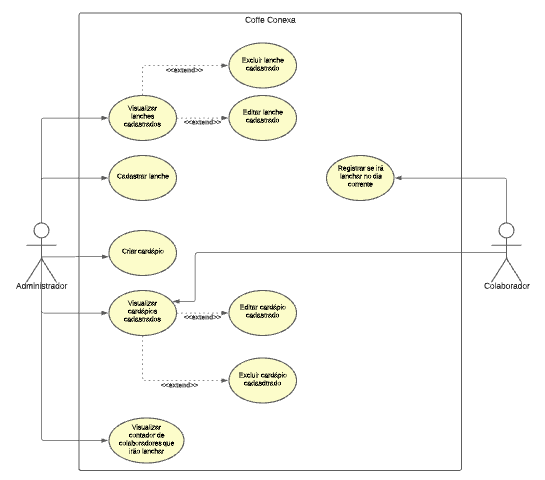 Coffe Conexa
Excluir lanche
cadastrado
<<extend>>
Visualizar
lanches
cadastrados
<<extend>>
Editar lanche
cadastrado
Cadastrar lanche
Registrar se irá
lanchar no dia
corrente
Criar cardápio
Administrador
Colaborador
Visualizar
cardápios
cadastrados
<<extend>>
Editar cardápio
cadastrado
<<extend>>
Excluir cardápio
cadasdtrado
Visualizar
contador de
colaboradores que
irão lanchar